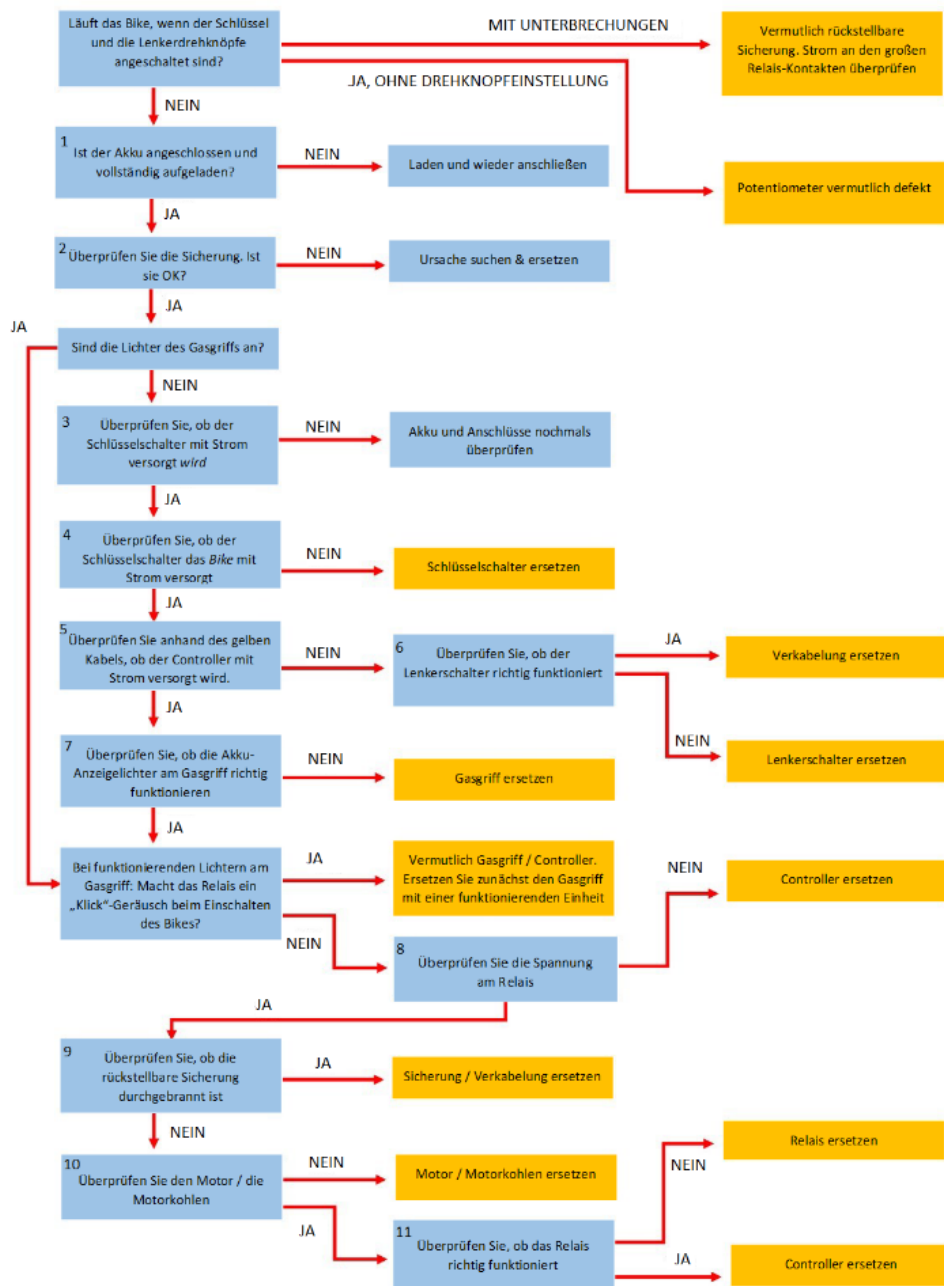 Läuft das Bike, wenn der Schlüssel
und die Lenkerdrehknöpfe
angeschaltet sind?
MIT UNTERBRECHUNGEN
Vermutlich rückstellbare
Sicherung. Strom an den großen
Relais-Kontakten überprüfen
JA, OHNE DREHKNOPFEINSTELLUNG
NEIN
Potentiometer vermutlich defekt
1
Ist der Akku angeschlossen und
vollständig aufgeladen?
NEIN
Laden und wieder anschließen
JA
2
Überprüfen Sie die Sicherung. Ist
sie OK?
NEIN
Ursache suchen & ersetzen
JA
JA
Sind die Lichter des Gasgriffs an?
NEIN
3
Überprüfen Sie, ob der
Schlüsselschalter mit Strom
versorgt wird
NEIN
Akku und Anschlüsse nochmals
überprüfen
JA
4
Überprüfen Sie, ob der
Schlüsselschalter das Bike mit
Strom versorgt
NEIN
Schlüsselschalter ersetzen
JA
5
Überprüfen Sie anhand des gelben
Kabels, ob der Controller mit
Strom versorgt wird.
NEIN
6
Überprüfen Sie, ob der
Lenkerschalter richtig funktioniert
JA
Verkabelung ersetzen
NEIN
Lenkerschalter ersetzen
JA
7
Überprüfen Sie, ob die Akku-
Anzeigelichter am Gasgriff richtig
funktionieren
NEIN
Gasgriff ersetzen
JA
Bei funktionierenden Lichtern am
Gasgriff: Macht das Relais ein
„Klick“-Geräusch beim Einschalten
des Bikes?
JA
Vermutlich Gasgriff / Controller.
Ersetzen Sie zunächst den Gasgriff
mit einer funktionierenden Einheit
NEIN
8
Überprüfen Sie die Spannung
am Relais
NEIN
Controller ersetzen
JA
9
Überprüfen Sie, ob die
rückstellbare Sicherung
durchgebrannt ist
JA
Sicherung / Verkabelung ersetzen
NEIN
10
Überprüfen Sie den Motor / die
Motorkohlen
NEIN
Motor / Motorkohlen ersetzen
JA
11
Überprüfen Sie, ob das Relais
richtig funktioniert
NEIN
Relais ersetzen
JA
Controller ersetzen